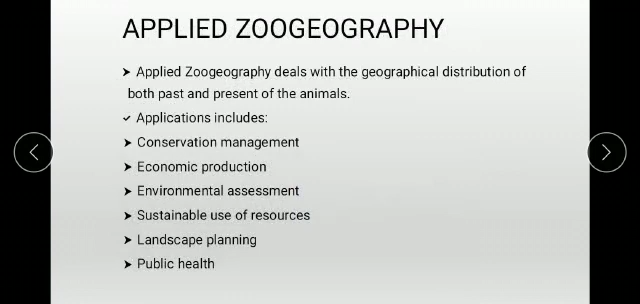 APPLIED ZOOGEOGRAPHY
➤ Applied Zoogeography deals with the geographical distribution of
both past and present of the animals.
✓ Applications includes:
➤ Conservation management
➤ Economic production
➤ Environmental assessment
➤ Sustainable use of resources
➤ Landscape planning
➤ Public health